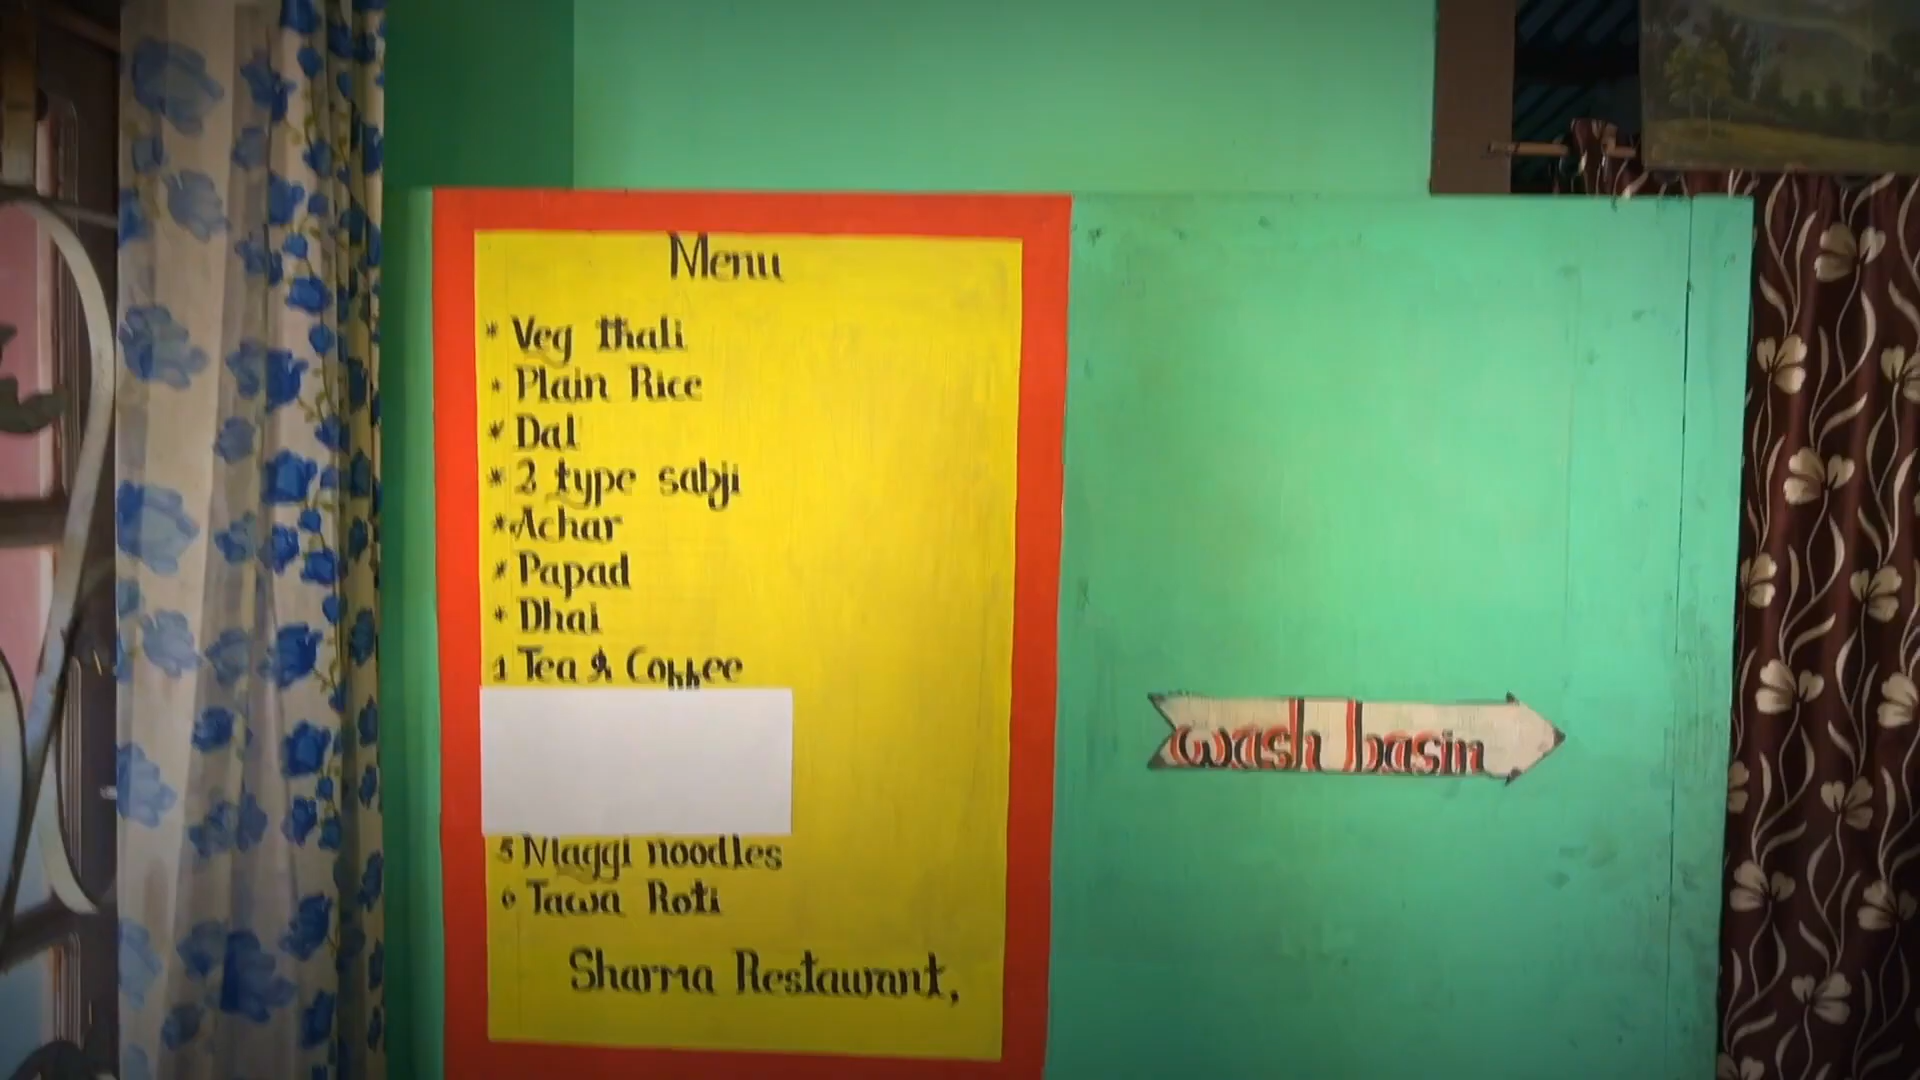 Menu
* Veg thali
* Plain Rice
* Dal
* 2 type sabji
* Achar
* Papad
* Dhai
1 Tea & Coffee
5 Maggi noodles
6 Tawa Roti
Sharma Restaurant,
wash basin